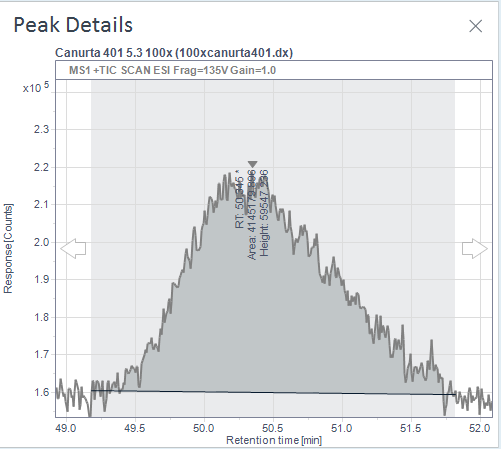 Peak Details
Canurta 401 5.3 100x (100xcanurta401.dx)
MS1 +TIC SCAN ESI Frag=135V Gain=1.0
x10 5
2.3
2.2
2.1
2.0
1.9
1.8
1.7
1.6
Response[Counts]
RT:
Area:
Height:
49.0 49.5 50.0 50.5 51.0 51.5 52.0
Retention time [min]